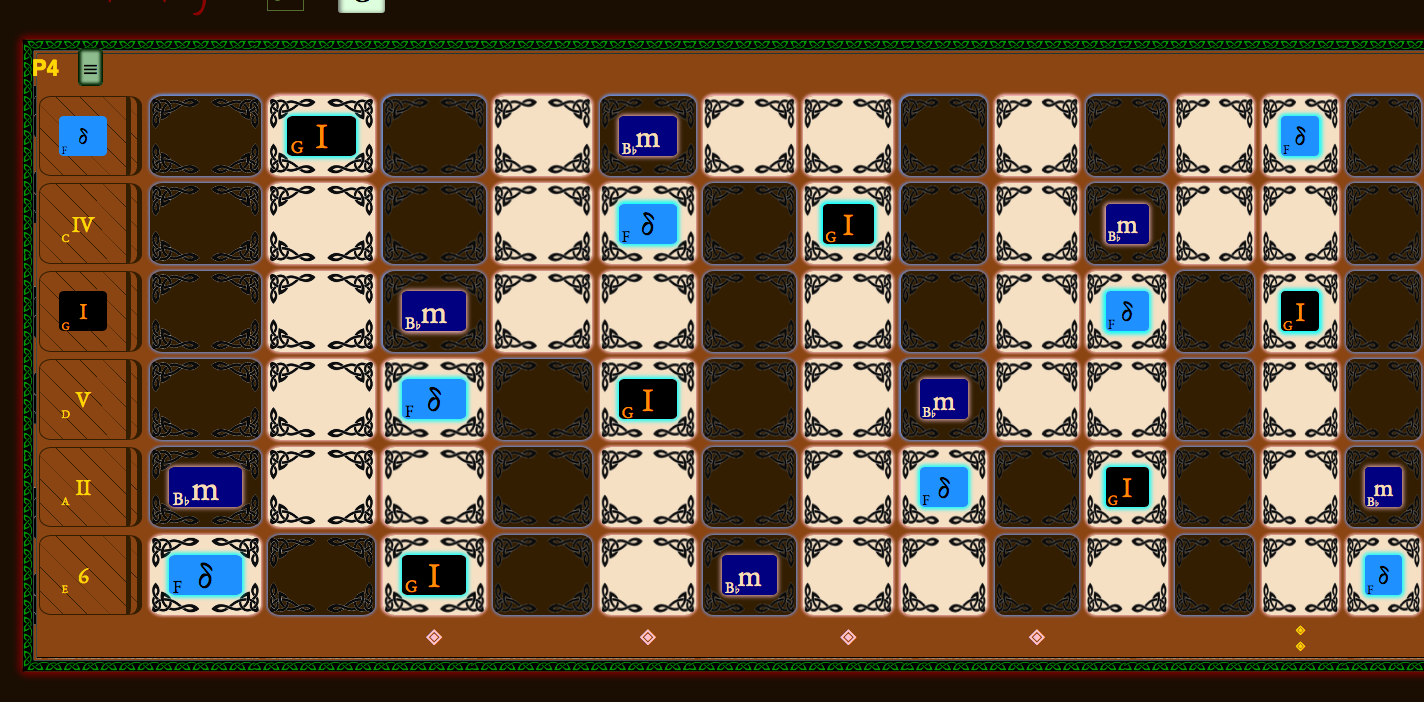 P4 ≡
F δ G I B♭ m F δ
C IV F δ G I B♭ m
G I B♭ m F δ G I
D V F δ G I B♭ m
A II B♭ m F δ G I B♭ m
E 6 F δ G I B♭ m F δ